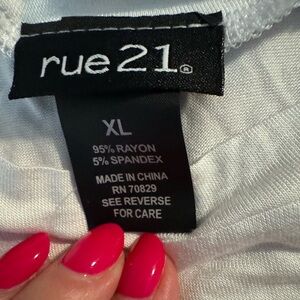 rue21®
XL
95% RAYON
5% SPANDEX
MADE IN CHINA
RN 70829
SEE REVERSE
FOR CARE